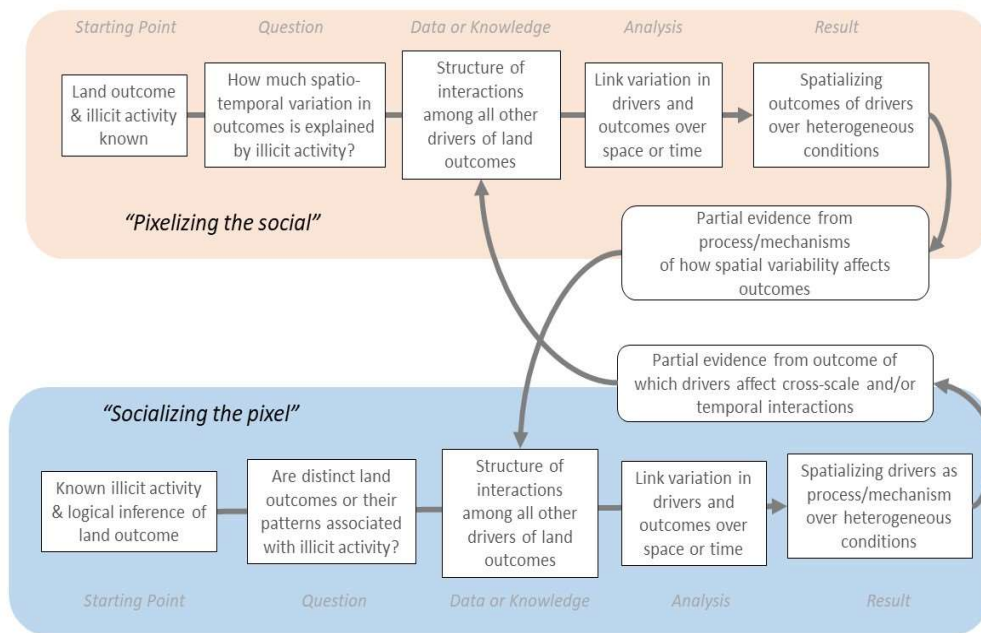 Starting Point
Question
Data or Knowledge
Analysis
Result
Land outcome
& illicit activity
known
How much spatio-
temporal variation in
outcomes is explained
by illicit activity?
Structure of
interactions
among all other
drivers of land
outcomes
Link variation in
drivers and
outcomes over
space or time
Spatializing
outcomes of drivers
over heterogeneous
conditions
“Pixelizing the social”
Partial evidence from
process/mechanisms
of how spatial variability affects
outcomes
Partial evidence from outcome of
which drivers affect cross-scale and/or
temporal interactions
“Socializing the pixel”
Known illicit activity
& logical inference of
land outcome
Are distinct land
outcomes or their
patterns associated
with illicit activity?
Structure of
interactions
among all other
drivers of land
outcomes
Link variation in
drivers and
outcomes over
space or time
Spatializing drivers as
process/mechanism
over heterogeneous
conditions
Starting Point
Question
Data or Knowledge
Analysis
Result